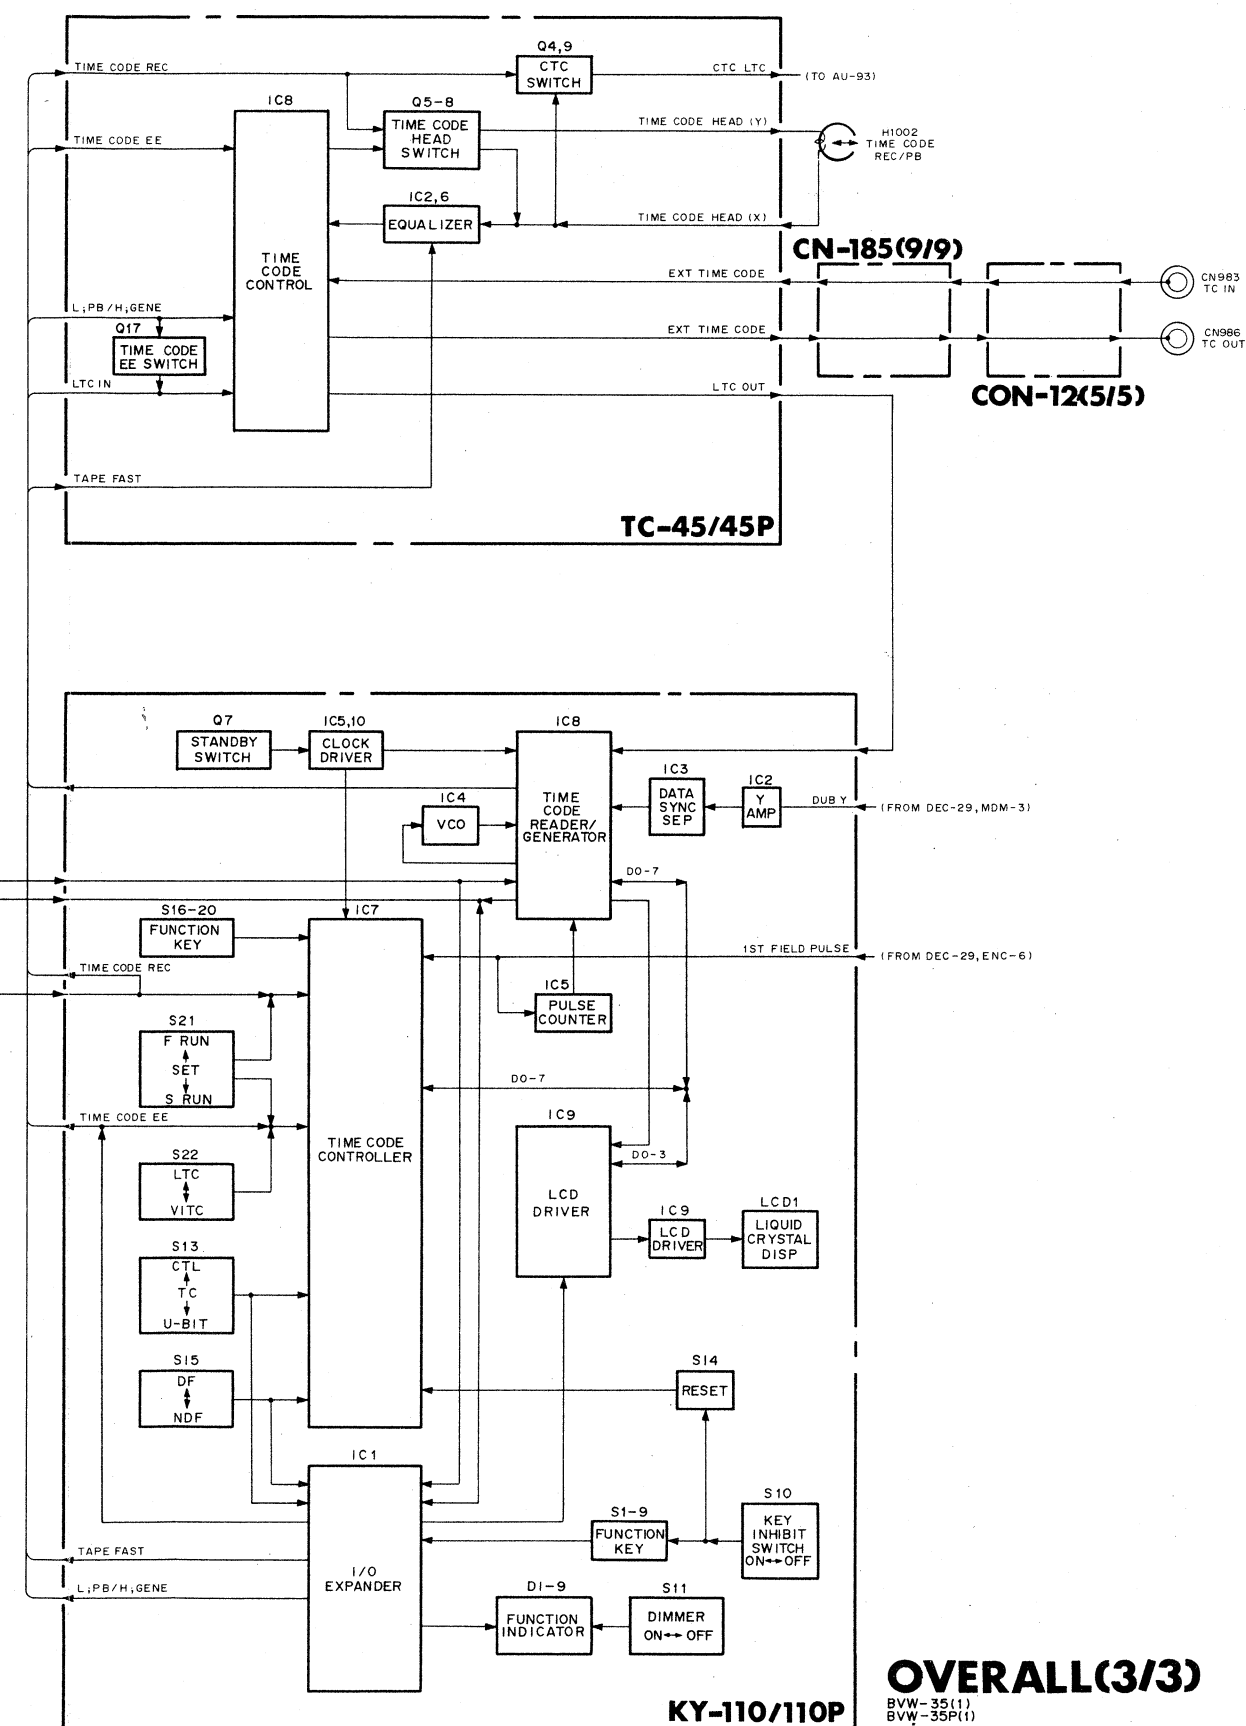 TIME CODE REC
Q4,9
CTC
SWITCH
CTC LTC
(TO AU-93)
IC8
Q5-8
TIME CODE
HEAD
SWITCH
TIME CODE HEAD (Y)
H1002
TIME CODE
REC/PB
TIME CODE EE
IC2,6
EQUALIZER
TIME CODE HEAD (X)
TIME
CODE
CONTROL
CN-185(9/9)
EXT TIME CODE
CN983
TC IN
L;PB/H;GENE
Q17
TIME CODE
EE SWITCH
EXT TIME CODE
CN986
TC OUT
LTC IN
LTC OUT
CON-12(5/5)
TAPE FAST
TC-45/45P
Q7
STANDBY
SWITCH
IC5,10
CLOCK
DRIVER
IC8
TIME
CODE
READER/
GENERATOR
IC4
VCO
IC3
DATA
SYNC
SEP
IC2
Y
AMP
DUB Y
(FROM DEC-29, MDM-3)
DO-7
S16-20
FUNCTION
KEY
IC7
1ST FIELD PULSE
(FROM DEC-29, ENC-6)
TIME CODE REC
IC5
PULSE
COUNTER
S21
F RUN
SET
S RUN
DO-7
TIME CODE EE
IC9
TIME CODE
CONTROLLER
DO-3
S22
LTC
VITC
LCD
DRIVER
IC9
LCD
DRIVER
LCD1
LIQUID
CRYSTAL
DISP
S13
CTL
TC
U-BIT
S15
DF
NDF
S14
RESET
IC1
S10
KEY
INHIBIT
SWITCH
ON↔OFF
S1-9
FUNCTION
KEY
TAPE FAST
I/O
EXPANDER
L;PB/H;GENE
D1-9
FUNCTION
INDICATOR
S11
DIMMER
ON↔OFF
KY-110/110P
OVERALL(3/3)
BVW-35(1)
BVW-35P(1)